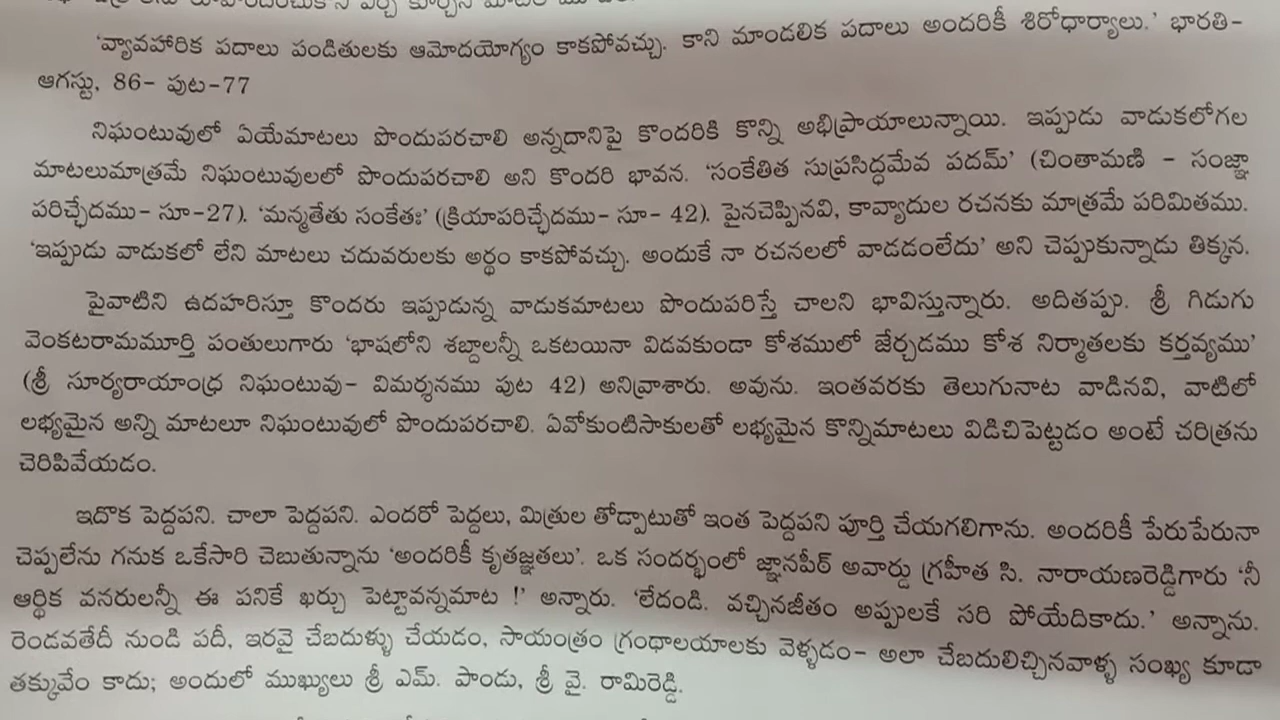 'వ్యావహారిక పదాలు పండితులకు ఆమోదయోగ్యం కాకపోవచ్చు. కాని మాండలిక పదాలు అందరికీ శిరోధార్యాలు.' భారతి-
ఆగస్టు, 86- పుట-77
నిఘంటువులో ఏయేమాటలు పొందుపరచాలి అన్నదానిపై కొందరికి కొన్ని అభిప్రాయాలున్నాయి. ఇప్పుడు వాడుకలోగల
మాటలుమాత్రమే నిఘంటువులలో పొందుపరచాలి అని కొందరి భావన. 'సంకేతిత సుప్రసిద్ధమేవ పదమ్' (చింతామణి - సంజ్ఞా
పరిచ్ఛేదము- సూ-27). 'మన్మతేతు సంకేతః' (క్రియాపరిచ్ఛేదము- సూ- 42). పైనచెప్పినవి, కావ్యాదుల రచనకు మాత్రమే పరిమితము.
'ఇప్పుడు వాడుకలో లేని మాటలు చదువరులకు అర్థం కాకపోవచ్చు. అందుకే నా రచనలలో వాడడంలేదు' అని చెప్పుకున్నాడు తిక్కన.
పైవాటిని ఉదహరిస్తూ కొందరు ఇప్పుడున్న వాడుకమాటలు పొందుపరిస్తే చాలని భావిస్తున్నారు. అదితప్పు. శ్రీ గిడుగు
వెంకటరామమూర్తి పంతులుగారు 'భాషలోని శబ్దాలన్నీ ఒకటయినా విడవకుండా కోశములో జేర్చడము కోశ నిర్మాతలకు కర్తవ్యము'
(శ్రీ సూర్యరాయాంధ్ర నిఘంటువు- విమర్శనము పుట 42) అనివ్రాశారు. అవును. ఇంతవరకు తెలుగునాట వాడినవి, వాటిలో
లభ్యమైన అన్ని మాటలూ నిఘంటువులో పొందుపరచాలి. ఏవోకుంటిసాకులతో లభ్యమైన కొన్నిమాటలు విడిచిపెట్టడం అంటే చరిత్రను
చెరిపివేయడం.
ఇదొక పెద్దపని. చాలా పెద్దపని. ఎందరో పెద్దలు, మిత్రుల తోడ్పాటుతో ఇంత పెద్దపని పూర్తి చేయగలిగాను. అందరికీ పేరుపేరునా
చెప్పలేను గనుక ఒకేసారి చెబుతున్నాను 'అందరికీ కృతజ్ఞతలు'. ఒక సందర్భంలో జ్ఞానపీఠ్ అవార్డు గ్రహీత సి. నారాయణరెడ్డిగారు 'నీ
ఆర్థిక వనరులన్నీ ఈ పనికే ఖర్చు పెట్టావన్నమాట !' అన్నారు. 'లేదండి. వచ్చినజీతం అప్పులకే సరి పోయేదికాదు.' అన్నాను.
రెండవతేదీ నుండి పదీ, ఇరవై చేబదుళ్ళు చేయడం, సాయంత్రం గ్రంథాలయాలకు వెళ్ళడం- అలా చేబదులిచ్చినవాళ్ళ సంఖ్య కూడా
తక్కువేం కాదు; అందులో ముఖ్యులు శ్రీ ఎమ్. పాండు, శ్రీ వై. రామిరెడ్డి.